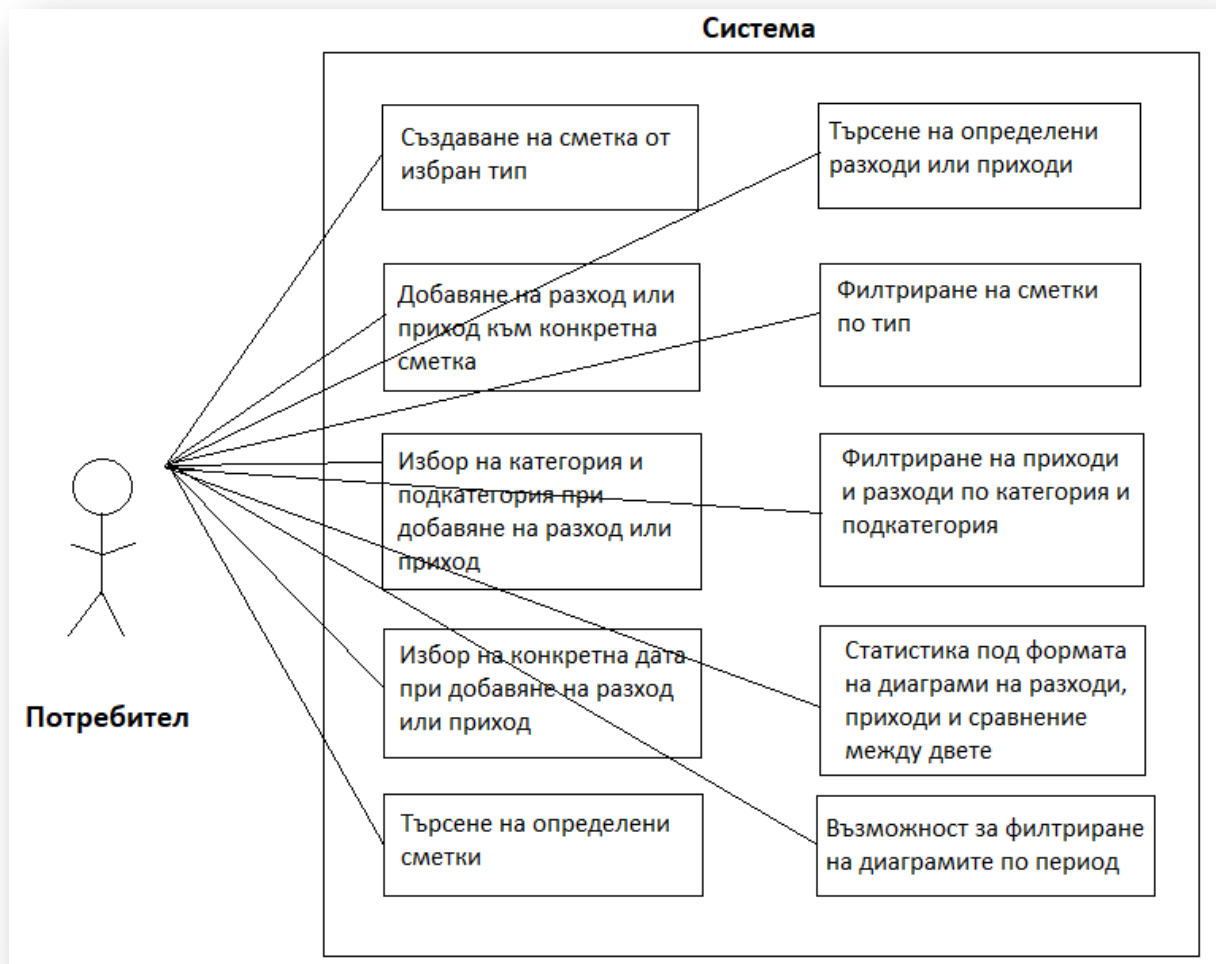 Система
Създаване на сметка от
избран тип
Добавяне на разход или
приход към конкретна
сметка
Избор на категория и
подкатегория при
добавяне на разход или
приход
Избор на конкретна дата
при добавяне на разход
или приход
Търсене на определени
сметки
Търсене на определени
разходи или приходи
Филтриране на сметки
по тип
Филтриране на приходи
и разходи по категория и
подкатегория
Статистика под формата
на диаграми на разходи,
приходи и сравнение
между двете
Възможност за филтриране
на диаграмите по период
Потребител